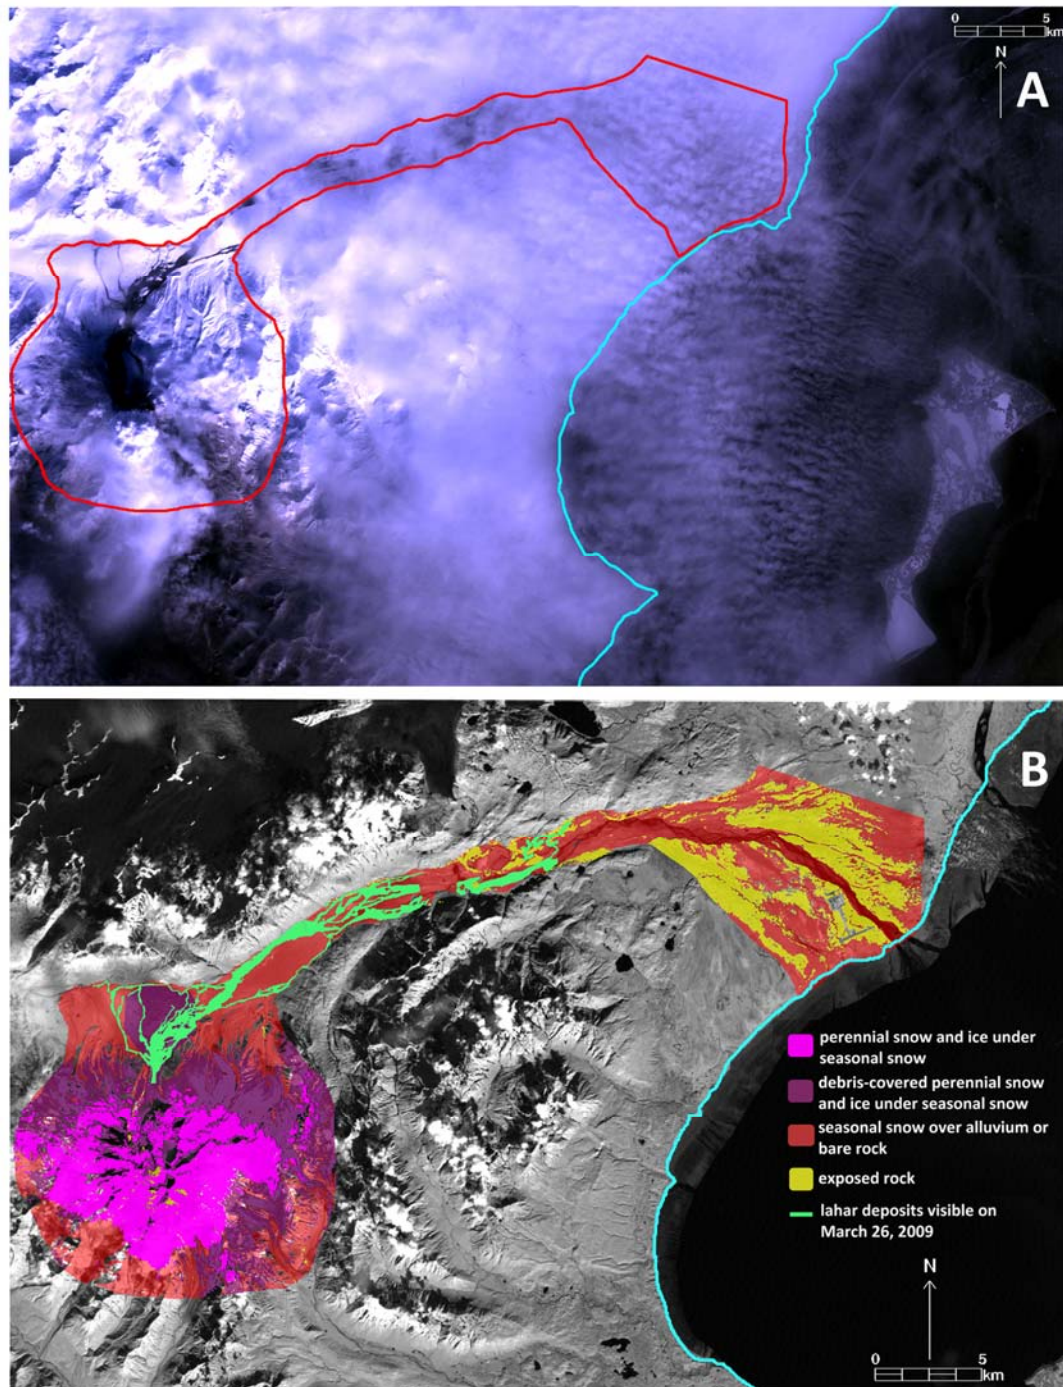 0 5
km
N
A
B
perennial snow and ice under
seasonal snow
debris-covered perennial snow
and ice under seasonal snow
seasonal snow over alluvium or
bare rock
exposed rock
lahar deposits visible on
March 26, 2009
N
0 5
km